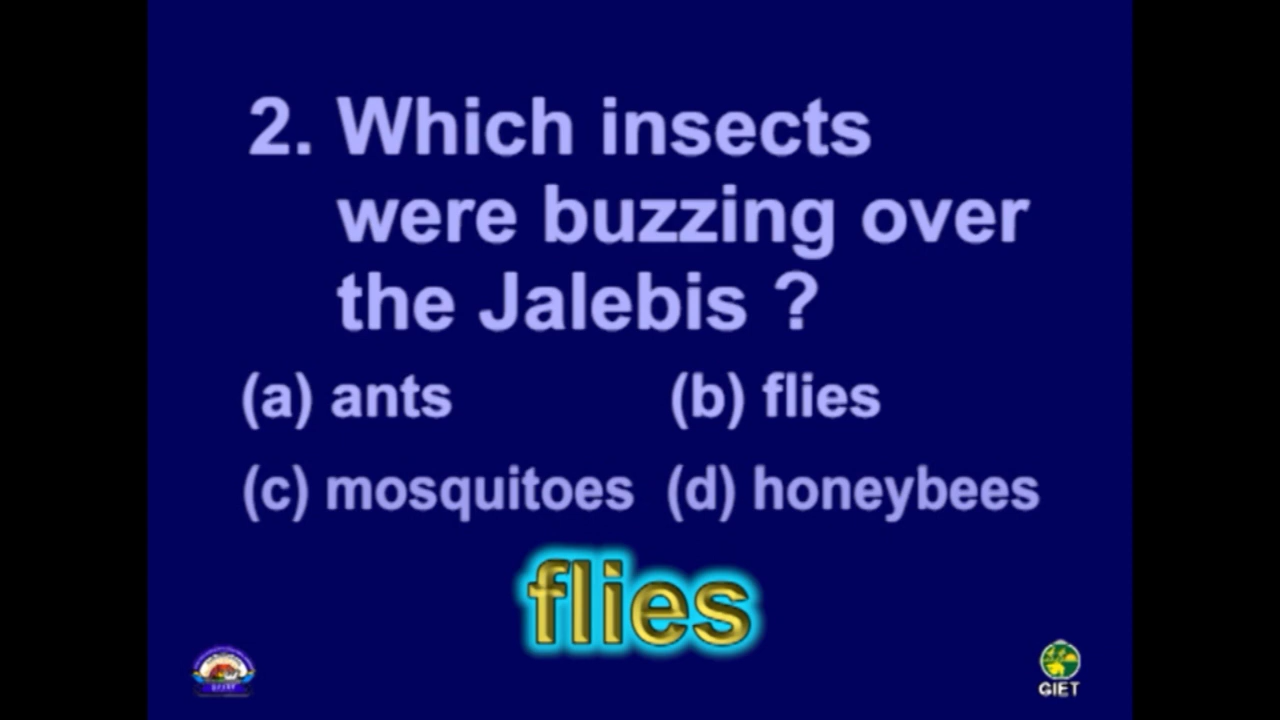 2. Which insects
were buzzing over
the Jalebis ?
(a) ants (b) flies
(c) mosquitoes (d) honeybees
flies
GIET